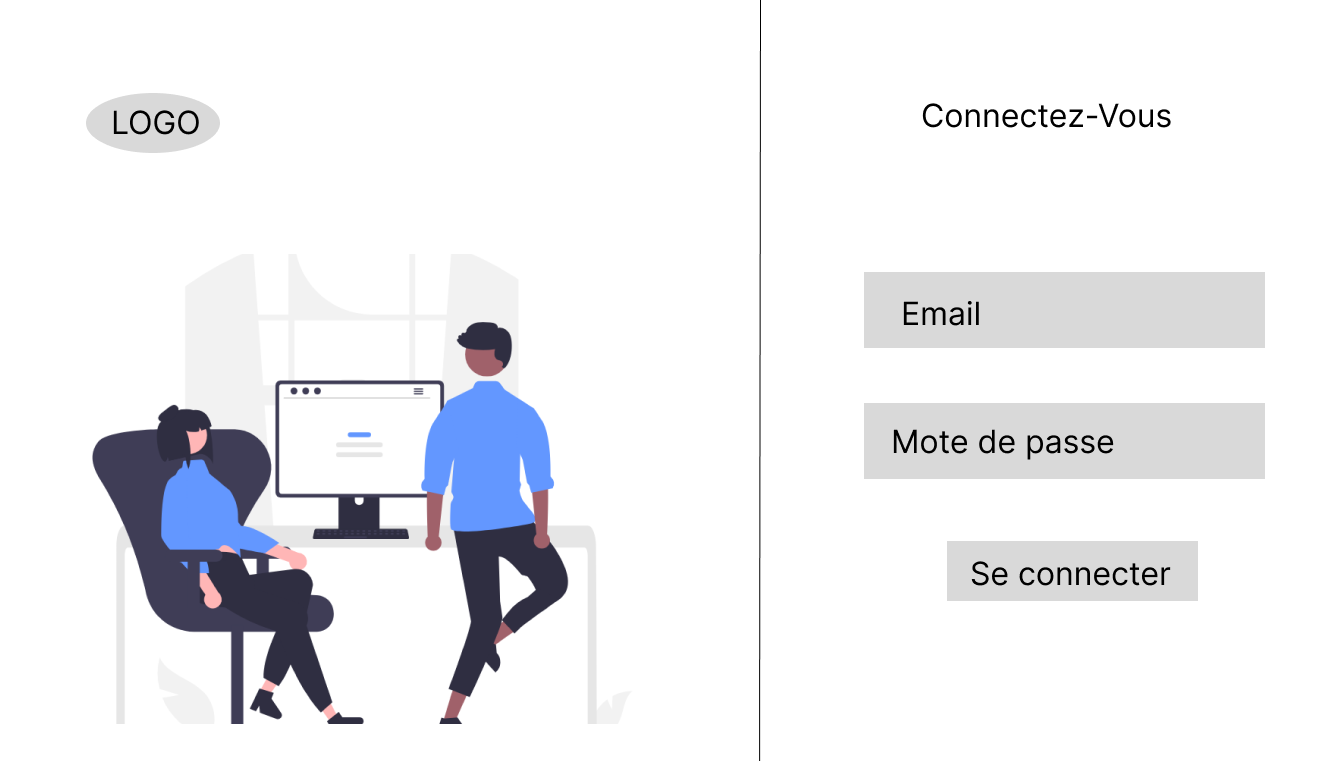 LOGO
Connectez-Vous
Email
Mote de passe
Se connecter